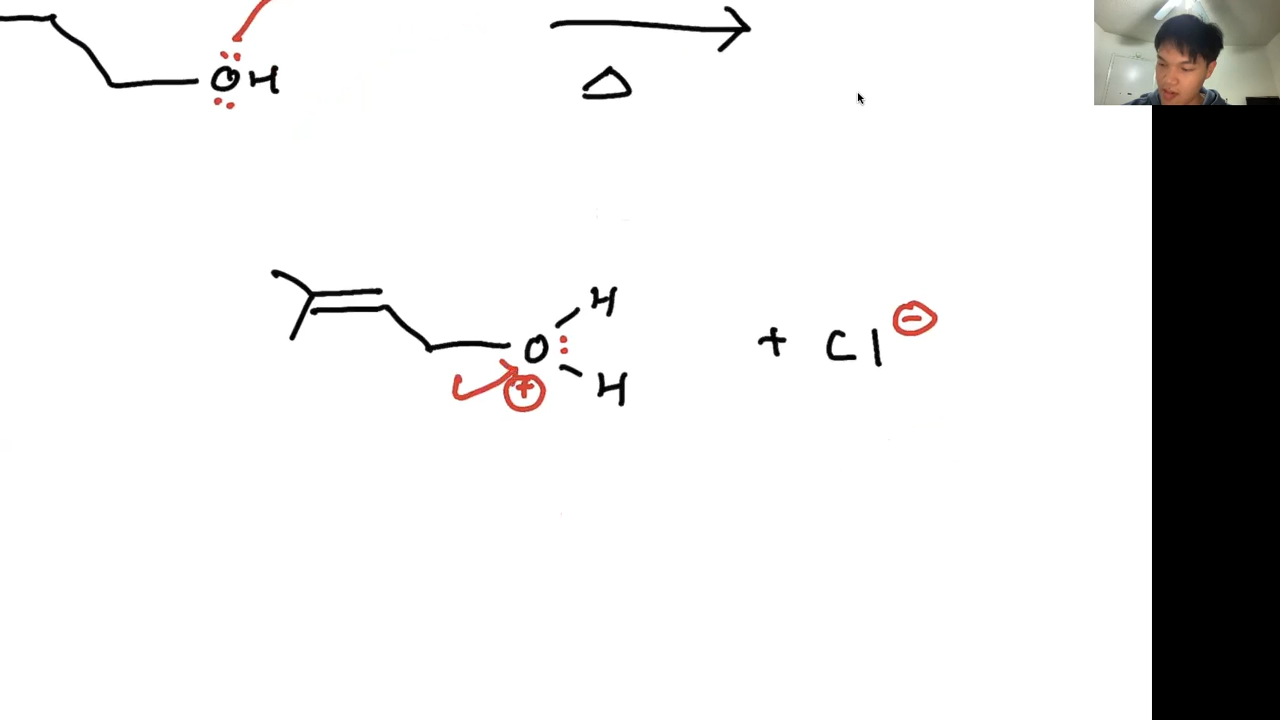 OH
Δ
H
O
+ Cl ⊖
⊕
H